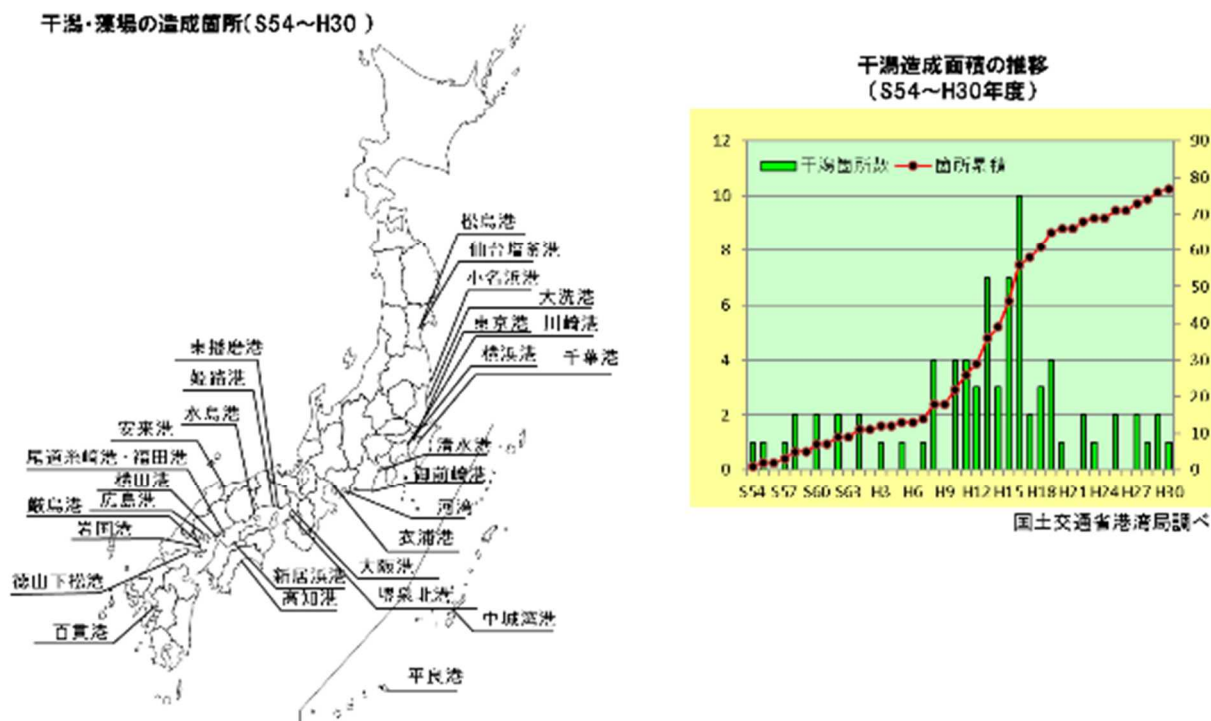 干潟・藻場の造成箇所(S54～H30 )
松島港
仙台塩釜港
小名浜港
大洗港
東京港
川崎港
横浜港
千葉港
東播磨港
姫路港
水島港
安来港
尾道糸崎港・福田港
横田港
厳島港
広島港
岩国港
徳山下松港
百貫港
清水港
御前崎港
河湾
衣浦港
大阪港
新居浜港
高知港
堺泉北港
中城湾港
平良港
干潟造成面積の推移
(S54～H30年度)
12
10
8
6
4
2
0
干潟箇所数
箇所累積
90
80
70
60
50
40
30
20
10
0
S54 S57 S60 S63 H3 H6 H9 H12 H15 H18 H21 H24 H27 H30
国土交通省港湾局調べ